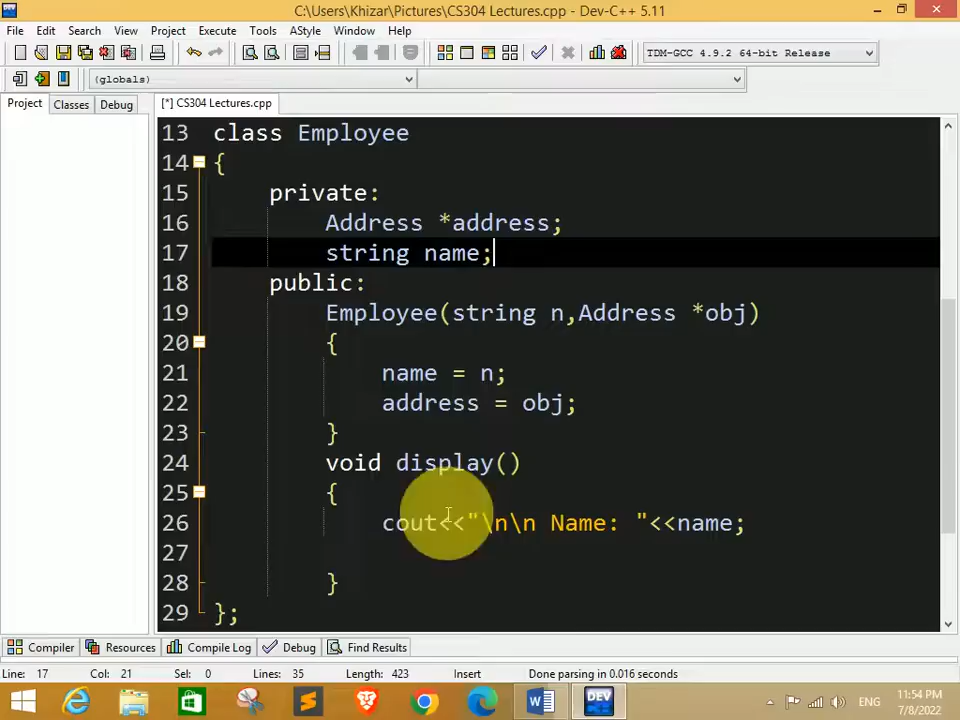 C:\Users\Khizar\Pictures\CS304 Lectures.cpp - Dev-C++ 5.11
File Edit Search View Project Execute Tools AStyle Window Help
TDM-GCC 4.9.2 64-bit Release
(globals)
Project Classes Debug [*] CS304 Lectures.cpp
13 class Employee
14 {
15 private:
16 Address *address;
17 string name;
18 public:
19 Employee(string n,Address *obj)
20 {
21 name = n;
22 address = obj;
23 }
24 void display()
25 {
26 cout<<"\n\n Name: "<<name;
27
28 }
29 };
Compiler Resources Compile Log Debug Find Results
Line: 17 Col: 21 Sel: 0 Lines: 35 Length: 423 Insert Done parsing in 0.016 seconds
DEV
ENG
11:54 PM
7/8/2022